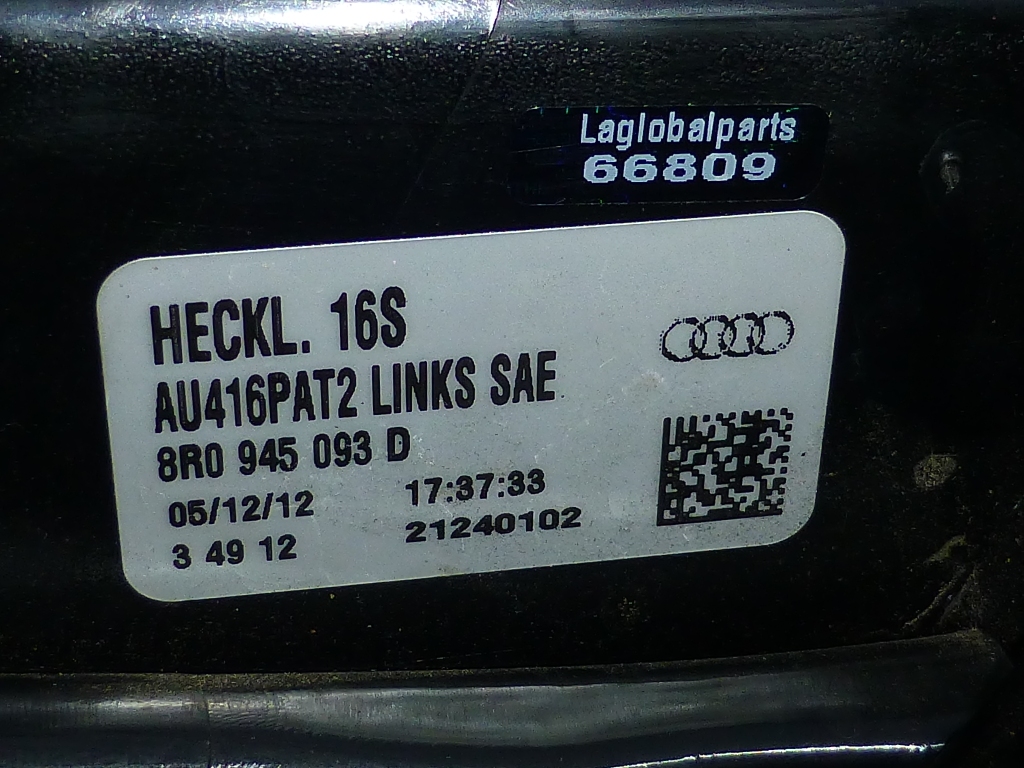 Laglobalparts
66809
HECKL. 16S
AU416PAT2 LINKS SAE
8R0 945 093 D
05/12/12 17:37:33
3 49 12 21240102